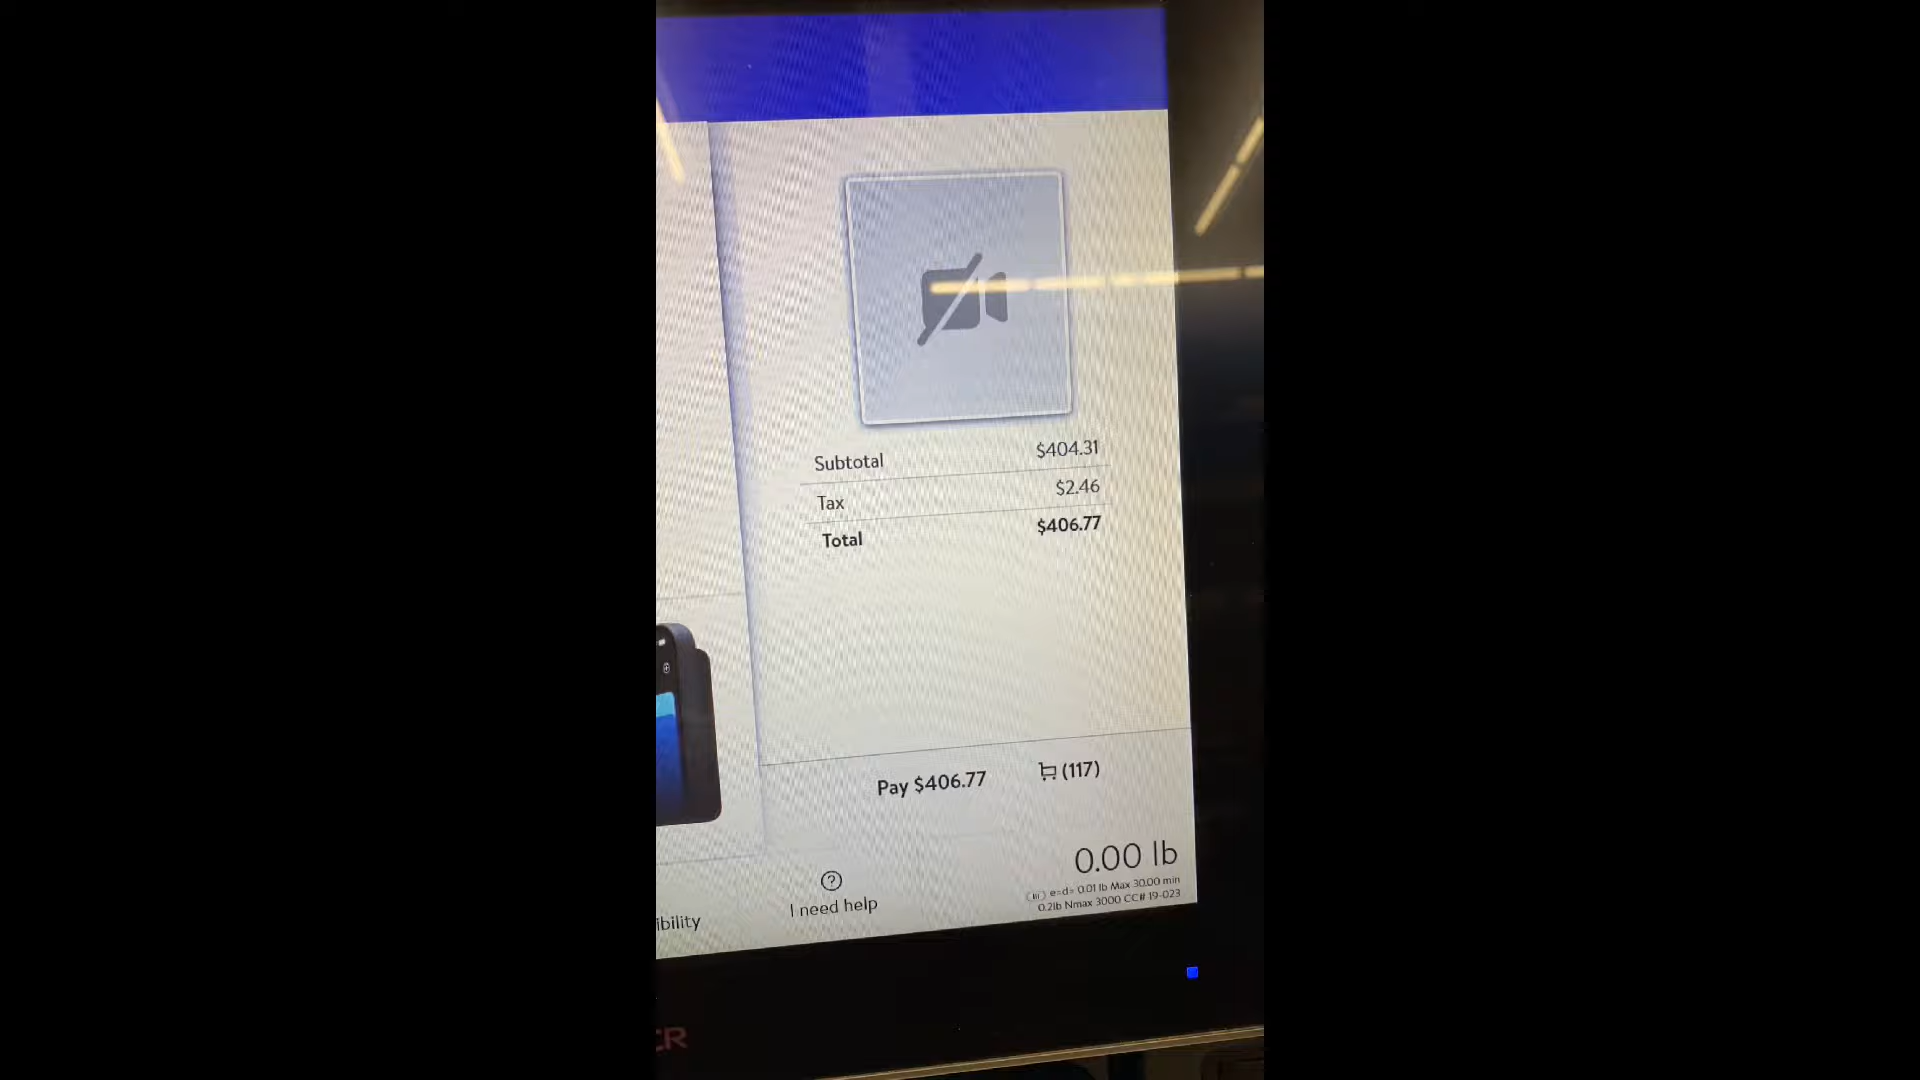 Subtotal $404.31
Tax $2.46
Total $406.77
Pay $406.77 (117)
0.00 lb
e=d= 0.01 lb Max 30.00 min
0.2lb Nmax 3000 CC# 19-023
I need help
ibility
CR